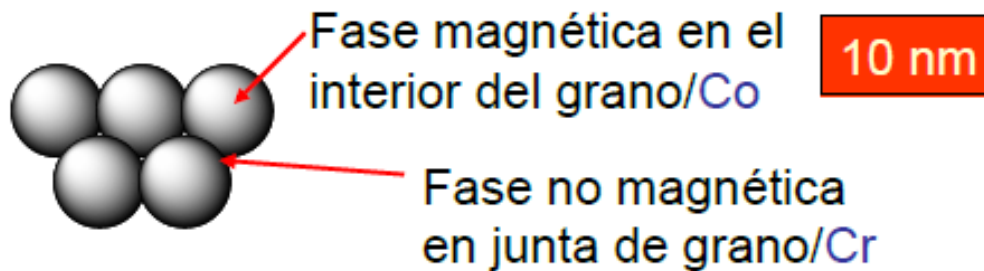 Fase magnética en el
interior del grano/Co
10 nm
Fase no magnética
en junta de grano/Cr